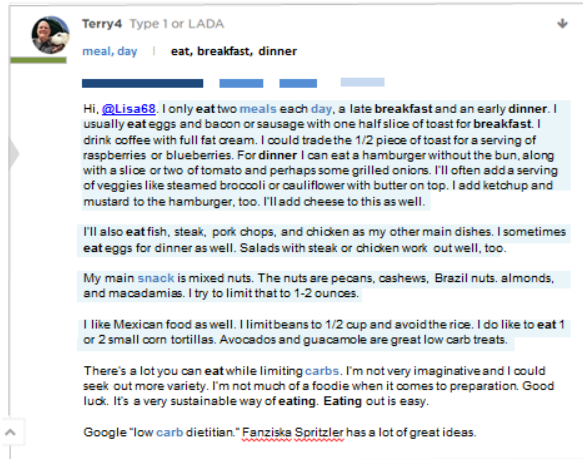 Terry4 Type 1 or LADA
meal, day | eat, breakfast, dinner
Hi, @Lisa68. I only eat two meals each day, a late breakfast and an early dinner. I
usually eat eggs and bacon or sausage with one half slice of toast for breakfast. I
drink coffee with full fat cream. I could trade the 1/2 piece of toast for a serving of
raspberries or blueberries. For dinner I can eat a hamburger without the bun, along
with a slice or two of tomato and perhaps some grilled onions. I'll often add a serving
of veggies like steamed broccoli or cauliflower with butter on top. I add ketchup and
mustard to the hamburger, too. I'll add cheese to this as well.
I'll also eat fish, steak, pork chops, and chicken as my other main dishes. I sometimes
eat eggs for dinner as well. Salads with steak or chicken work out well, too.
My main snack is mixed nuts. The nuts are pecans, cashews, Brazil nuts. almonds,
and macadamias. I try to limit that to 1-2 ounces.
I like Mexican food as well. I limit beans to 1/2 cup and avoid the rice. I do like to eat 1
or 2 small corn tortillas. Avocados and guacamole are great low carb treats.
There's a lot you can eat while limiting carbs. I'm not very imaginative and I could
seek out more variety. I'm not much of a foodie when it comes to preparation. Good
luck. It's a very sustainable way of eating. Eating out is easy.
Google "low carb dietitian." Fanziska Spritzler has a lot of great ideas.